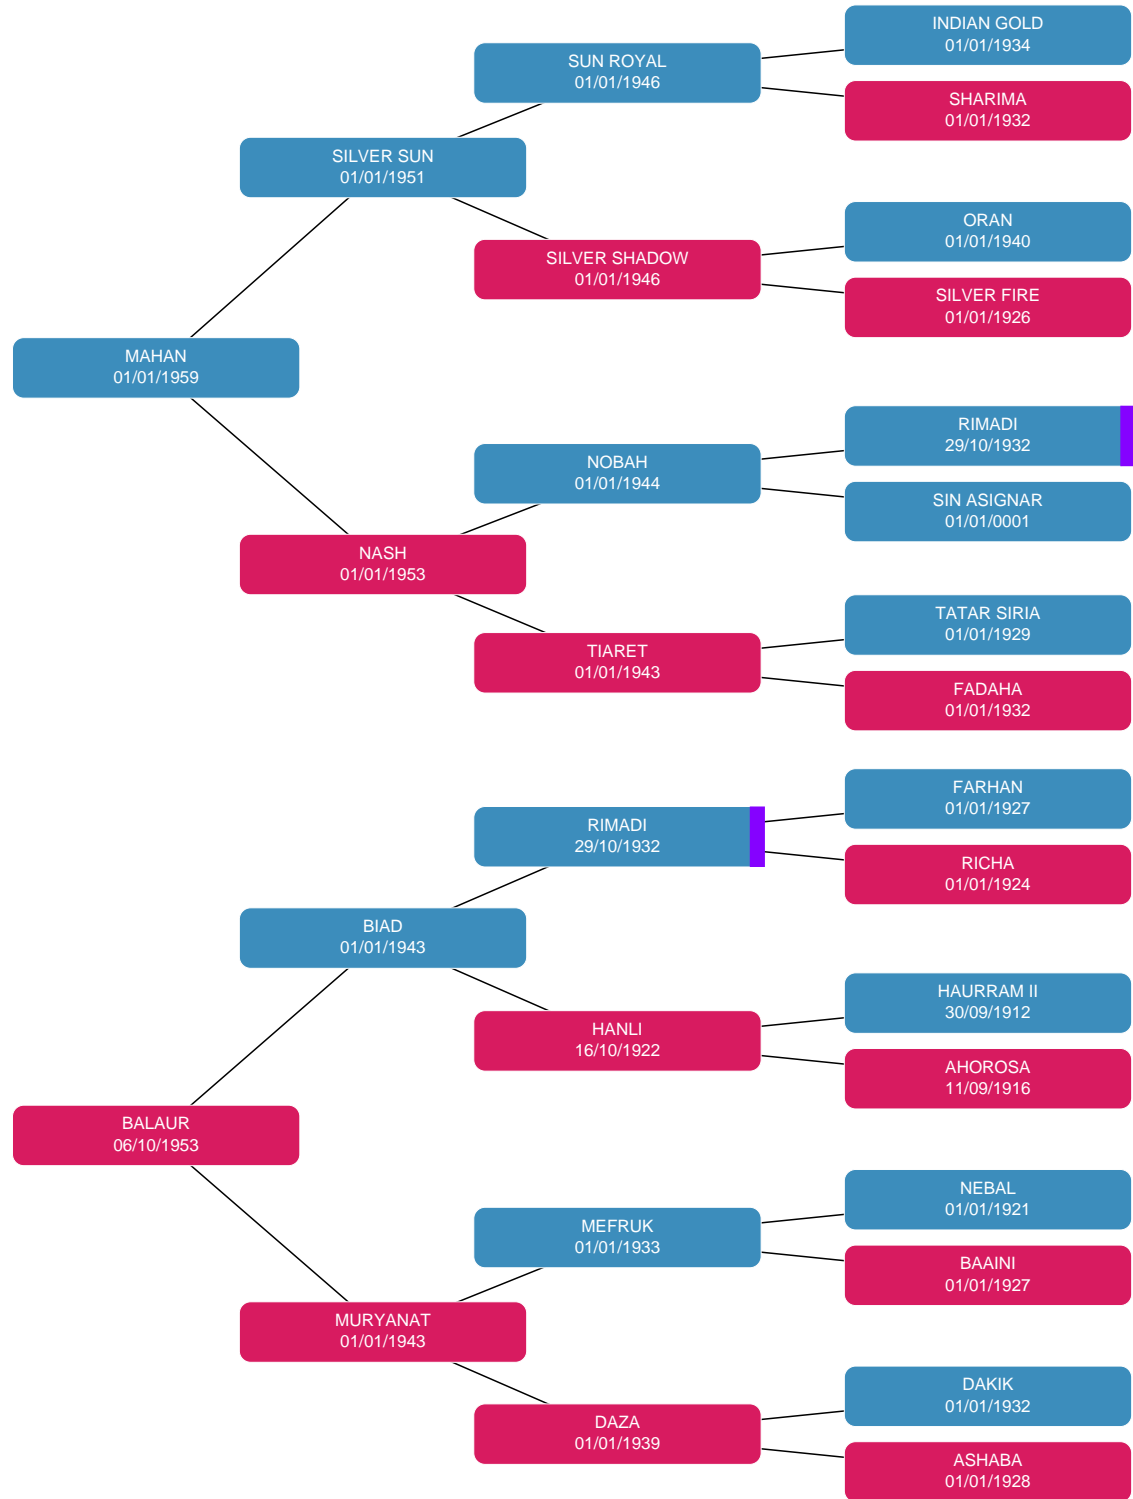 INDIAN GOLD
01/01/1934
SUN ROYAL
01/01/1946
SHARIMA
01/01/1932
SILVER SUN
01/01/1951
ORAN
01/01/1940
SILVER SHADOW
01/01/1946
SILVER FIRE
01/01/1926
MAHAN
01/01/1959
RIMADI
29/10/1932
NOBAH
01/01/1944
SIN ASIGNAR
01/01/0001
NASH
01/01/1953
TATAR SIRIA
01/01/1929
TIARET
01/01/1943
FADAHA
01/01/1932
FARHAN
01/01/1927
RIMADI
29/10/1932
RICHA
01/01/1924
BIAD
01/01/1943
HAURRAM II
30/09/1912
HANLI
16/10/1922
AHOROSA
11/09/1916
BALAUR
06/10/1953
NEBAL
01/01/1921
MEFRUK
01/01/1933
BAAINI
01/01/1927
MURYANAT
01/01/1943
DAKIK
01/01/1932
DAZA
01/01/1939
ASHABA
01/01/1928